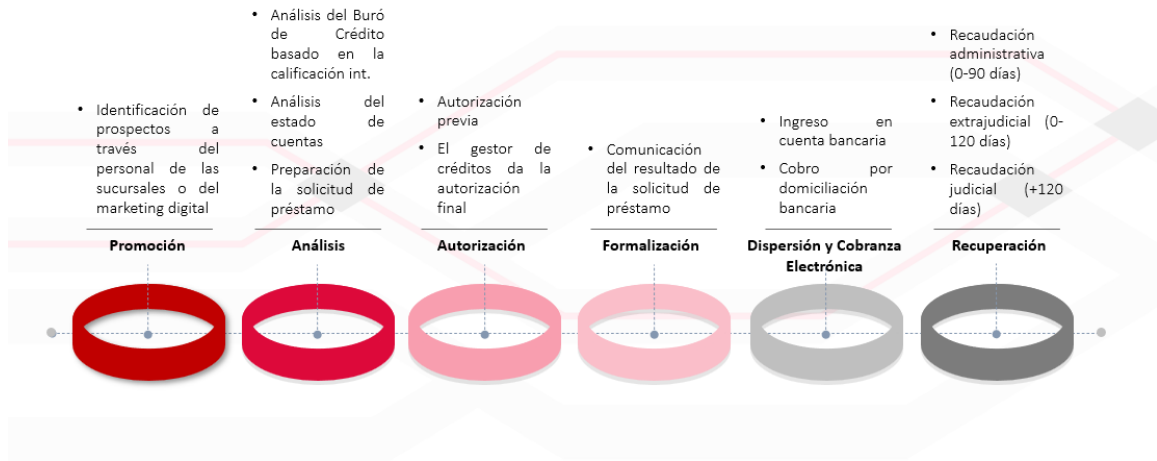 • Identificación de
prospectos a
través del
personal de las
sucursales o del
marketing digital
Promoción
• Análisis del Buró
de Crédito
basado en la
calificación int.
• Análisis del
estado de
cuentas
• Preparación de
la solicitud de
préstamo
Análisis
• Autorización
previa
• El gestor de
créditos da la
autorización
final
Autorización
• Comunicación
del resultado de
la solicitud de
préstamo
Formalización
• Ingreso en
cuenta bancaria
• Cobro por
domiciliación
bancaria
Dispersión y Cobranza
Electrónica
• Recaudación
administrativa
(0-90 días)
• Recaudación
extrajudicial (0-
120 días)
• Recaudación
judicial (+120
días)
Recuperación